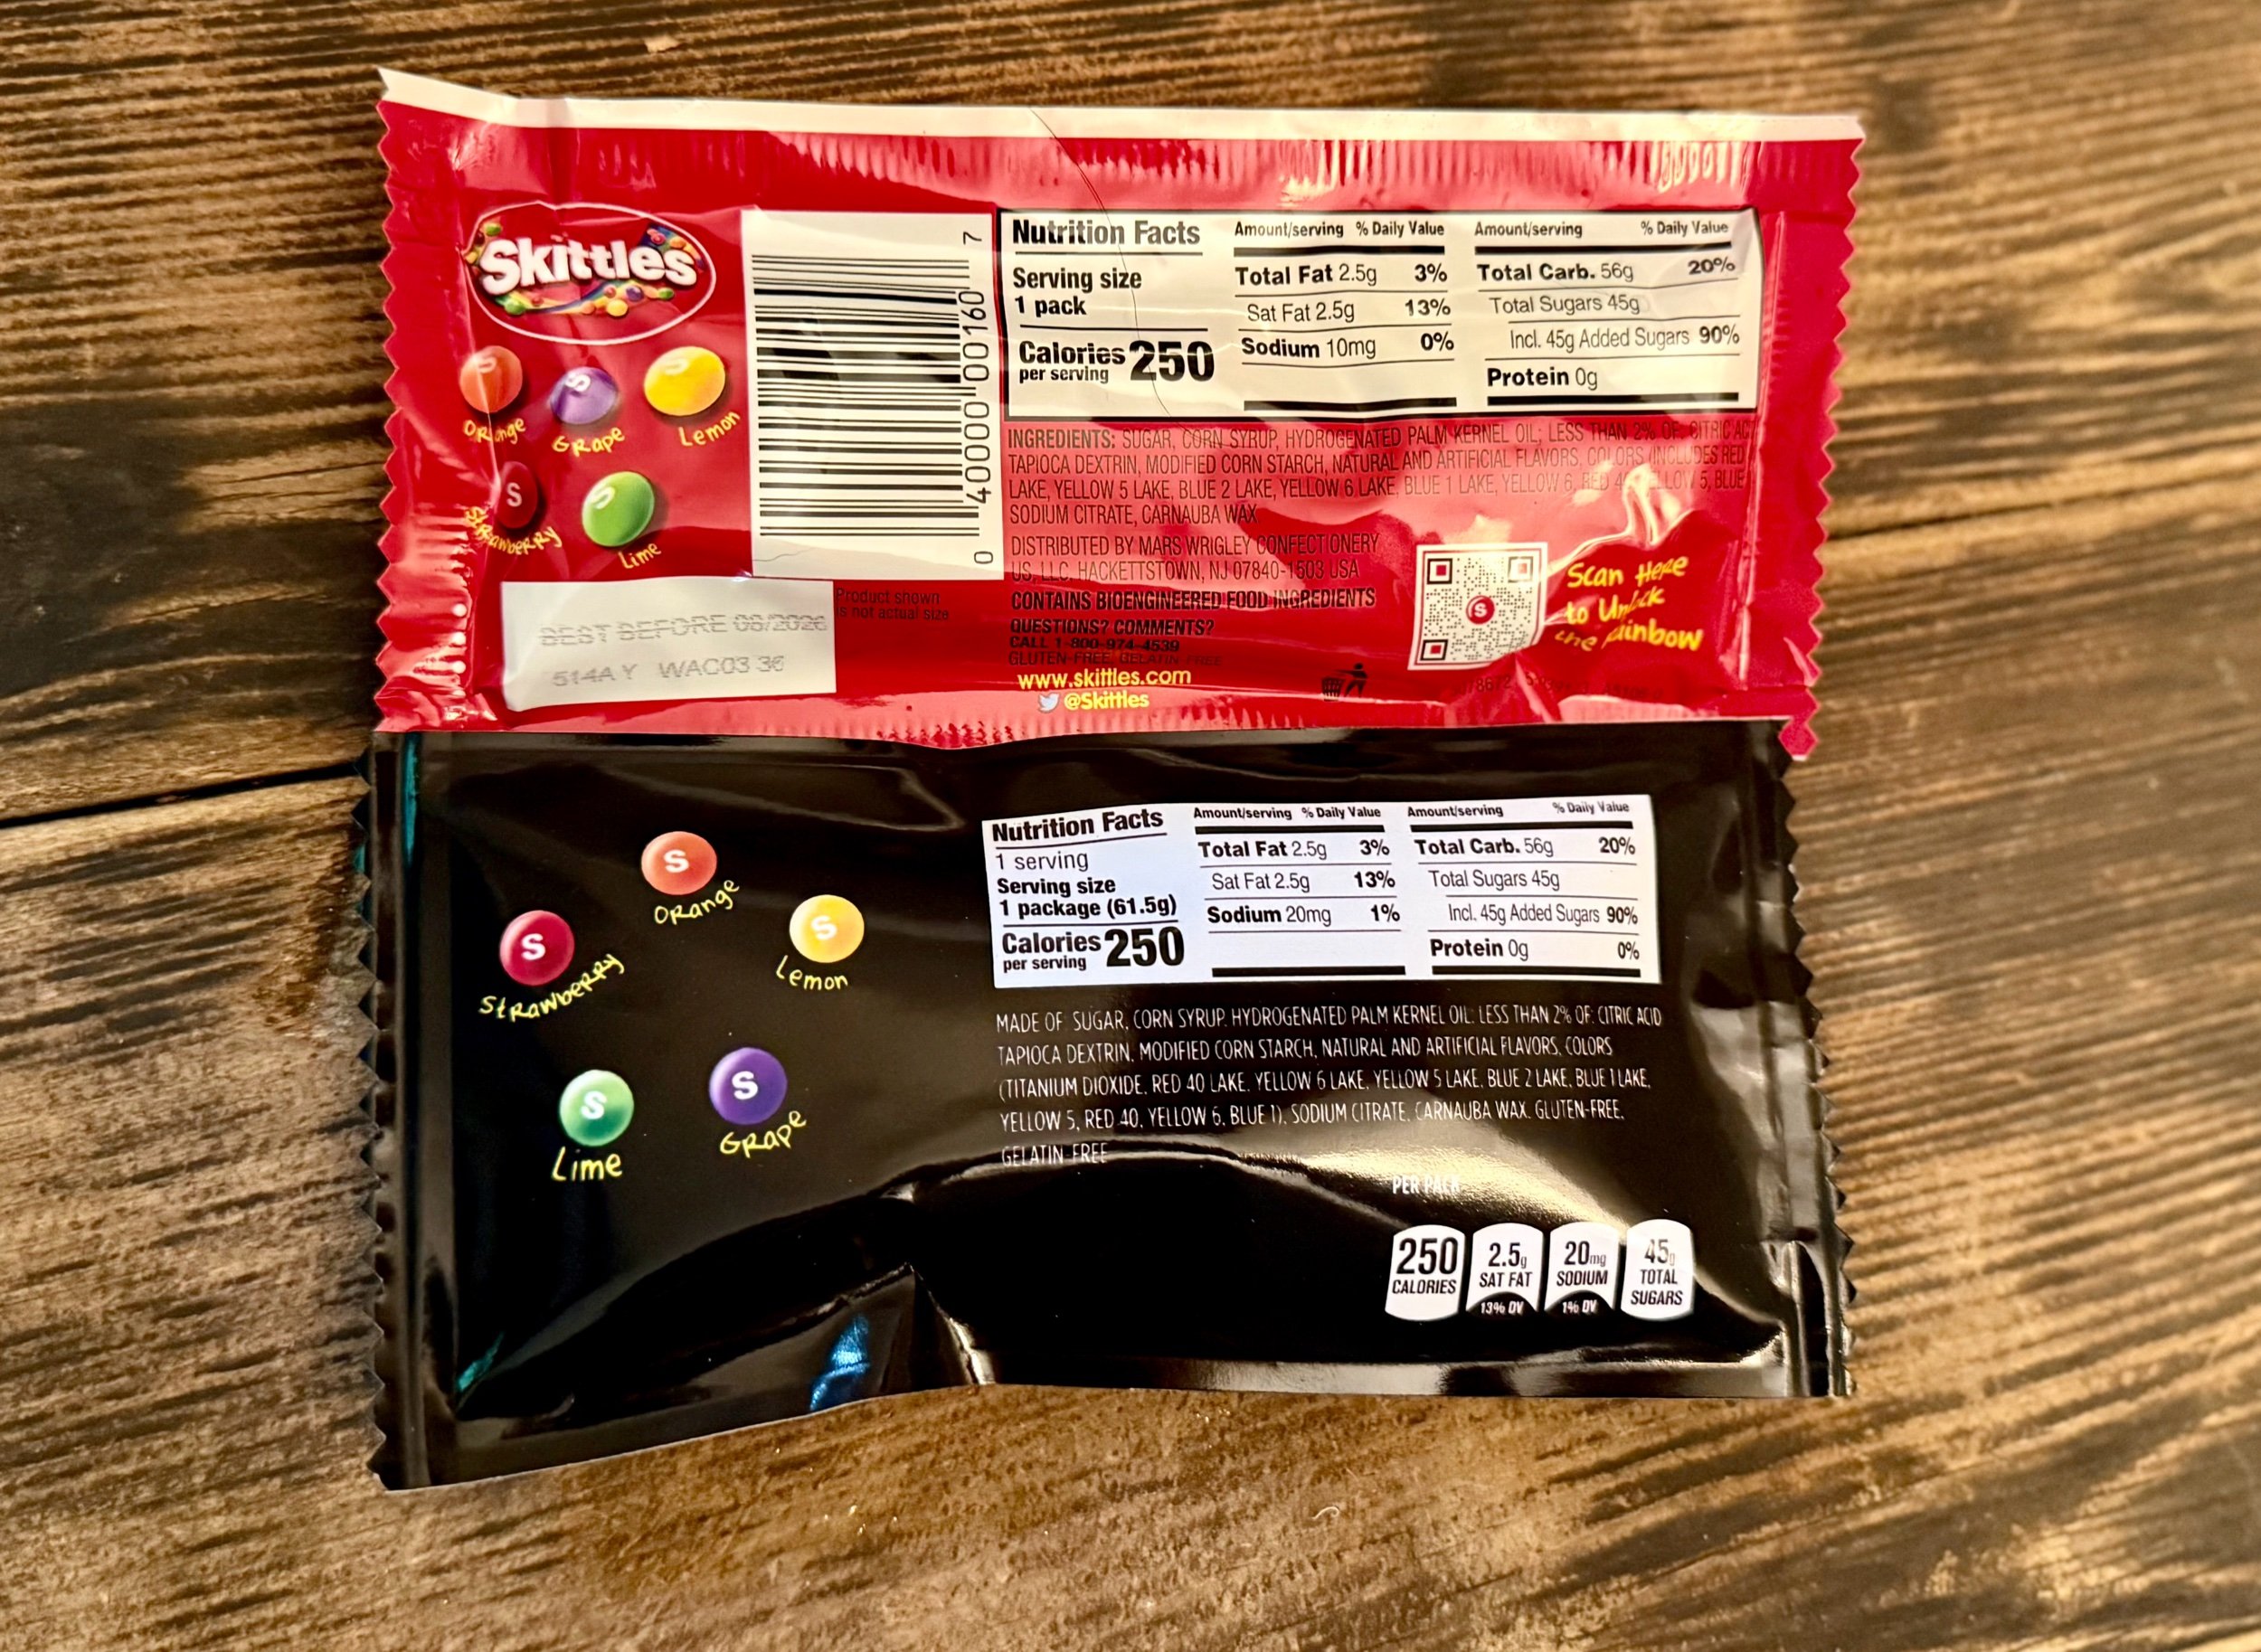 Skittles
Orange
Grape
Lemon
Strawberry
Lime
0 40000 00160 7
BEST BEFORE 08/2026
514A Y WAC03 36
Product shown
is not actual size
Nutrition Facts
Serving size
1 pack
Calories 250
per serving
Amount/serving % Daily Value
Total Fat 2.5g 3%
Sat Fat 2.5g 13%
Sodium 10mg 0%
Amount/serving % Daily Value
Total Carb. 56g 20%
Total Sugars 45g
Incl. 45g Added Sugars 90%
Protein 0g
INGREDIENTS: SUGAR, CORN SYRUP, HYDROGENATED PALM KERNEL OIL; LESS THAN 2% OF: CITRIC
TAPIOCA DEXTRIN, MODIFIED CORN STARCH, NATURAL AND ARTIFICIAL FLAVORS, COLORS (INCLUDES RED
LAKE, YELLOW 5 LAKE, BLUE 2 LAKE, YELLOW 6 LAKE, BLUE 1 LAKE, YELLOW 6, RED 5, BLUE
SODIUM CITRATE, CARNAUBA WAX
DISTRIBUTED BY MARS WRIGLEY CONFECTIONERY
US, LLC, HACKETTSTOWN, NJ 07840-1503 USA
CONTAINS BIOENGINEERED FOOD INGREDIENTS
QUESTIONS? COMMENTS?
CALL 1-800-974-4539
GLUTEN-FREE, GELATIN-FREE
www.skittles.com
@Skittles
Scan Here
to Unlock
the Rainbow
S
Orange
S
Strawberry
S
Lemon
S
Lime
S
Grape
Nutrition Facts
1 serving
Serving size
1 package (61.5g)
Calories 250
per serving
Amount/serving % Daily Value
Total Fat 2.5g 3%
Sat Fat 2.5g 13%
Sodium 20mg 1%
Amount/serving % Daily Value
Total Carb. 56g 20%
Total Sugars 45g
Incl. 45g Added Sugars 90%
Protein 0g 0%
MADE OF SUGAR, CORN SYRUP, HYDROGENATED PALM KERNEL OIL; LESS THAN 2% OF: CITRIC ACID
TAPIOCA DEXTRIN, MODIFIED CORN STARCH, NATURAL AND ARTIFICIAL FLAVORS, COLORS
(TITANIUM DIOXIDE, RED 40 LAKE, YELLOW 6 LAKE, YELLOW 5 LAKE, BLUE 2 LAKE, BLUE 1 LAKE,
YELLOW 5, RED 40, YELLOW 6, BLUE 1), SODIUM CITRATE, CARNAUBA WAX. GLUTEN-FREE,
GELATIN-FREE
PER PACK
250 CALORIES
2.5g SAT FAT 13% DV
20mg SODIUM 1% DV
45g TOTAL SUGARS